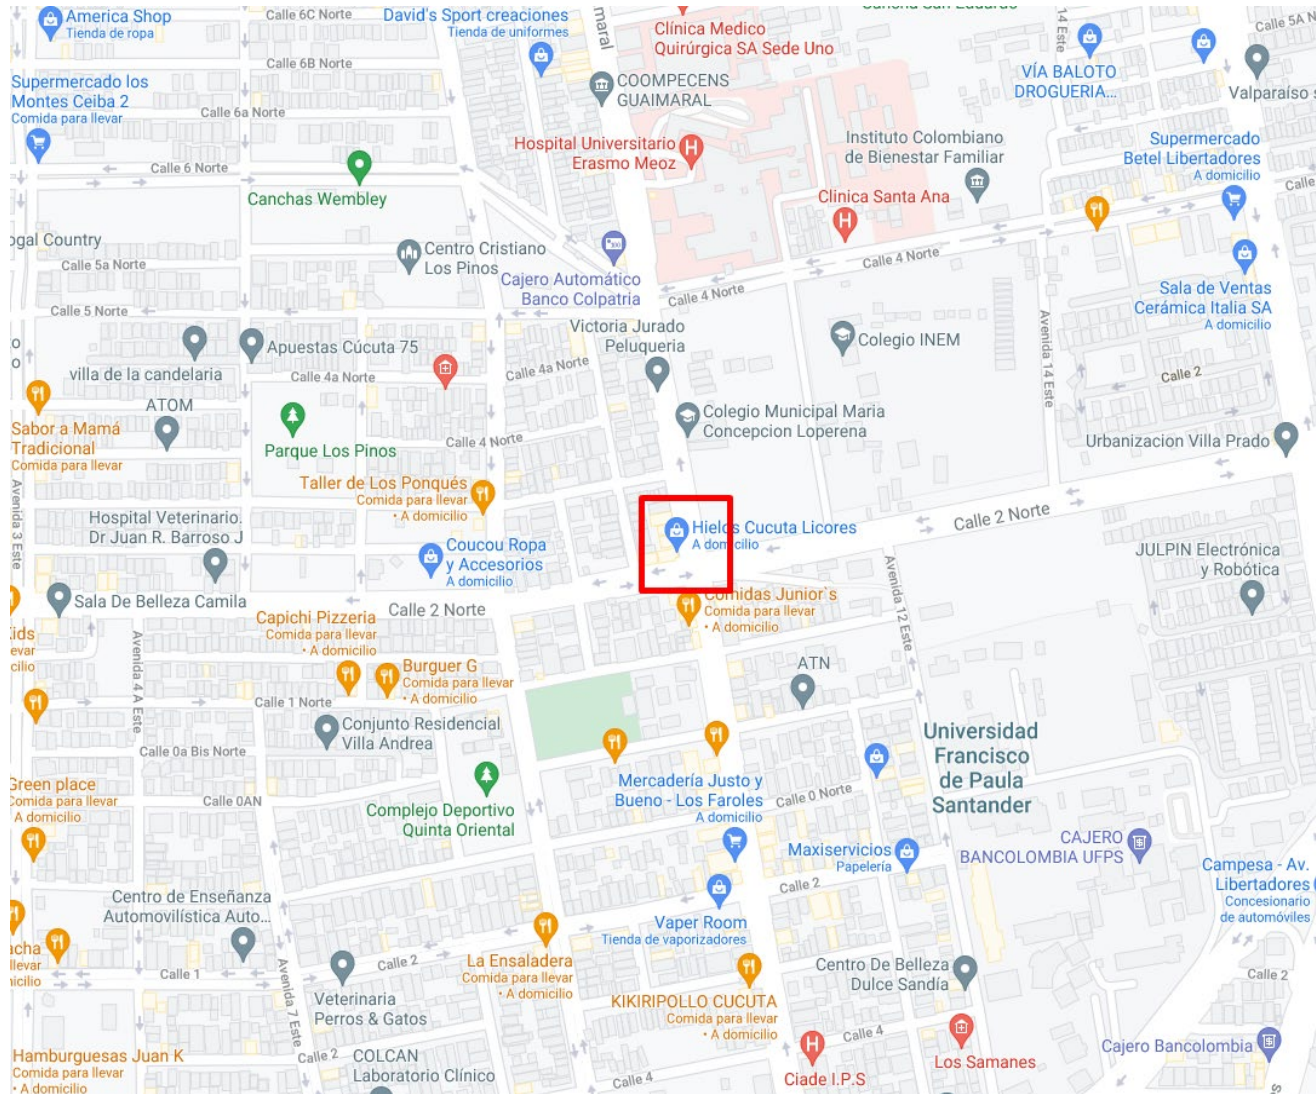 America Shop
Tienda de ropa
Calle 6C Norte
David's Sport creaciones
Tienda de uniformes
maral
Clínica Medico
Quirúrgica SA Sede Uno
14 Este
Calle 5A N
Calle 6B Norte
Supermercado los
Montes Ceiba 2
Comida para llevar
Calle 6a Norte
COOMPECENS
GUAIMARAL
VÍA BALOTO
DROGUERIA...
Valparaíso s
Hospital Universitario
Erasmo Meoz
Instituto Colombiano
de Bienestar Familiar
Supermercado
Betel Libertadores
A domicilio
Calle 6 Norte
Canchas Wembley
Clinica Santa Ana
Calle
ogal Country
Calle 5a Norte
Centro Cristiano
Los Pinos
Cajero Automático
Banco Colpatria
Calle 4 Norte
Calle 4 Norte
Sala de Ventas
Cerámica Italia SA
A domicilio
Calle 5 Norte
Victoria Jurado
Peluqueria
Colegio INEM
Avenida 14 Este
o
o
Apuestas Cúcuta 75
villa de la candelaria
Calle 4a Norte
Calle 4a Norte
Calle 2
ATOM
Sabor a Mamá
Tradicional
Comida para llevar
Parque Los Pinos
Calle 4 Norte
Colegio Municipal Maria
Concepcion Loperena
Urbanizacion Villa Prado
Taller de Los Ponqués
Comida para llevar
• A domicilio
Avenida 3 Este
Hospital Veterinario.
Dr Juan R. Barroso J
Hielos Cucuta Licores
A domicilio
Calle 2 Norte
Coucou Ropa
y Accesorios
A domicilio
JULPIN Electrónica
y Robótica
Sala De Belleza Camila
Calle 2 Norte
Comidas Junior's
Comida para llevar
• A domicilio
Avenida 12 Este
Capichi Pizzeria
Comida para llevar
• A domicilio
Kids
evar
cilio
Avenida 4 A Este
Burguer G
Comida para llevar
• A domicilio
ATN
Calle 1 Norte
Conjunto Residencial
Villa Andrea
Calle 0a Bis Norte
Universidad
Francisco
de Paula
Santander
Green place
Comida para llevar
A domicilio
Calle 0AN
Mercadería Justo y
Bueno - Los Faroles
A domicilio
Calle 0 Norte
Complejo Deportivo
Quinta Oriental
CAJERO
BANCOLOMBIA UFPS
Maxiservicios
Papelería
Campesa - Av.
Libertadores
Concesionario
de automóviles
Centro de Enseñanza
Automovilística Auto...
Calle 2
Vaper Room
Tienda de vaporizadores
acha
llevar
icilio
Calle 1
Calle 2
La Ensaladera
Comida para llevar
• A domicilio
Centro De Belleza
Dulce Sandía
Calle 2
Avenida 7 Este
Veterinaria
Perros & Gatos
KIKIRIPOLLO CUCUTA
Comida para llevar
• A domicilio
Calle 4
Hamburguesas Juan K
Comida para llevar
• A domicilio
Calle 2
COLCAN
Laboratorio Clínico
Calle 4
Ciade I.P.S
Los Samanes
Cajero Bancolombia